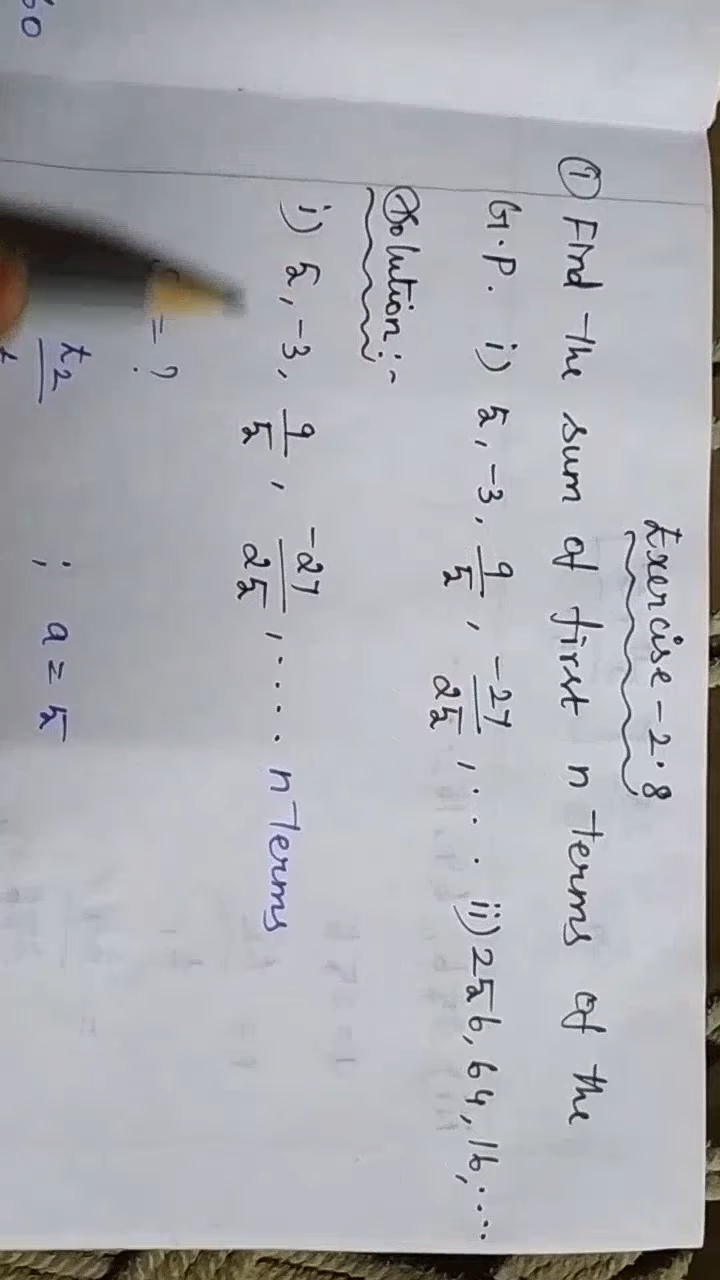 Exercise - 2.8
① Find the sum of first n terms of the
G.P. i) 5, -3, 9/5, -27/25, ... ii) 256, 64, 16, ...
Solution :-
i) 5, -3, 9/5, -27/25, .... n terms
= ?
t2 ; a = 5
60